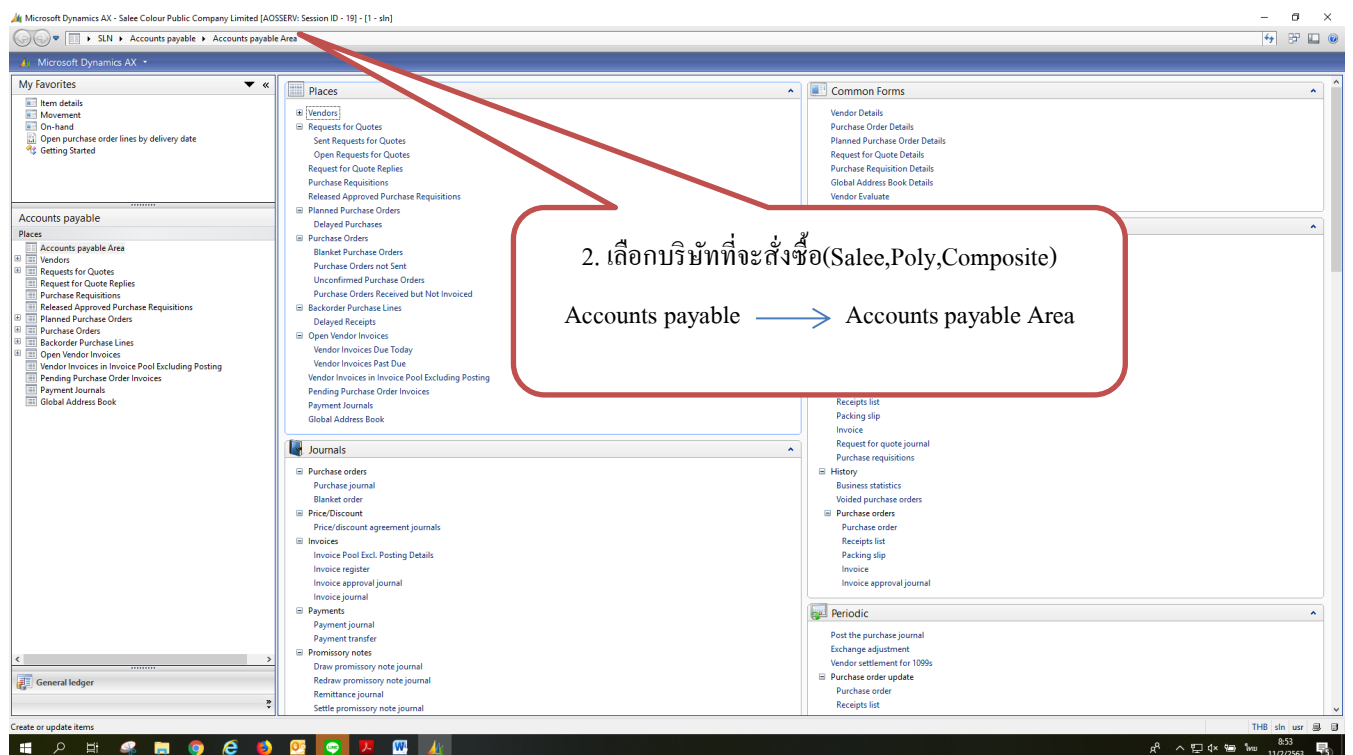 Microsoft Dynamics AX - Salee Colour Public Company Limited [AOSSERV: Session ID - 19] - [1 - sln]
SLN ▸ Accounts payable ▸ Accounts payable Area
Microsoft Dynamics AX
My Favorites
Item details
Movement
On-hand
Open purchase order lines by delivery date
Getting Started
Accounts payable
Places
Accounts payable Area
Vendors
Requests for Quotes
Request for Quote Replies
Purchase Requisitions
Released Approved Purchase Requisitions
Planned Purchase Orders
Purchase Orders
Backorder Purchase Lines
Open Vendor Invoices
Vendor Invoices in Invoice Pool Excluding Posting
Pending Purchase Order Invoices
Payment Journals
Global Address Book
General ledger
Places
Vendors
Requests for Quotes
Sent Requests for Quotes
Open Requests for Quotes
Request for Quote Replies
Purchase Requisitions
Released Approved Purchase Requisitions
Planned Purchase Orders
Delayed Purchases
Purchase Orders
Blanket Purchase Orders
Purchase Orders not Sent
Unconfirmed Purchase Orders
Purchase Orders Received but Not Invoiced
Backorder Purchase Lines
Delayed Receipts
Open Vendor Invoices
Vendor Invoices Due Today
Vendor Invoices Past Due
Vendor Invoices in Invoice Pool Excluding Posting
Pending Purchase Order Invoices
Payment Journals
Global Address Book
Journals
Purchase orders
Purchase journal
Blanket order
Price/Discount
Price/discount agreement journals
Invoices
Invoice Pool Excl. Posting Details
Invoice register
Invoice approval journal
Invoice journal
Payments
Payment journal
Payment transfer
Promissory notes
Draw promissory note journal
Redraw promissory note journal
Remittance journal
Settle promissory note journal
Common Forms
Vendor Details
Purchase Order Details
Planned Purchase Order Details
Request for Quote Details
Purchase Requisition Details
Global Address Book Details
Vendor Evaluate
2. เลือกบริษัทที่จะสั่งซื้อ(Salee,Poly,Composite)
Accounts payable → Accounts payable Area
Receipts list
Packing slip
Invoice
Request for quote journal
Purchase requisitions
History
Business statistics
Voided purchase orders
Purchase orders
Purchase order
Receipts list
Packing slip
Invoice
Invoice approval journal
Periodic
Post the purchase journal
Exchange adjustment
Vendor settlement for 1099s
Purchase order update
Purchase order
Receipts list
Create or update items
THB sln usr
ไทย
8:53
11/2/2563